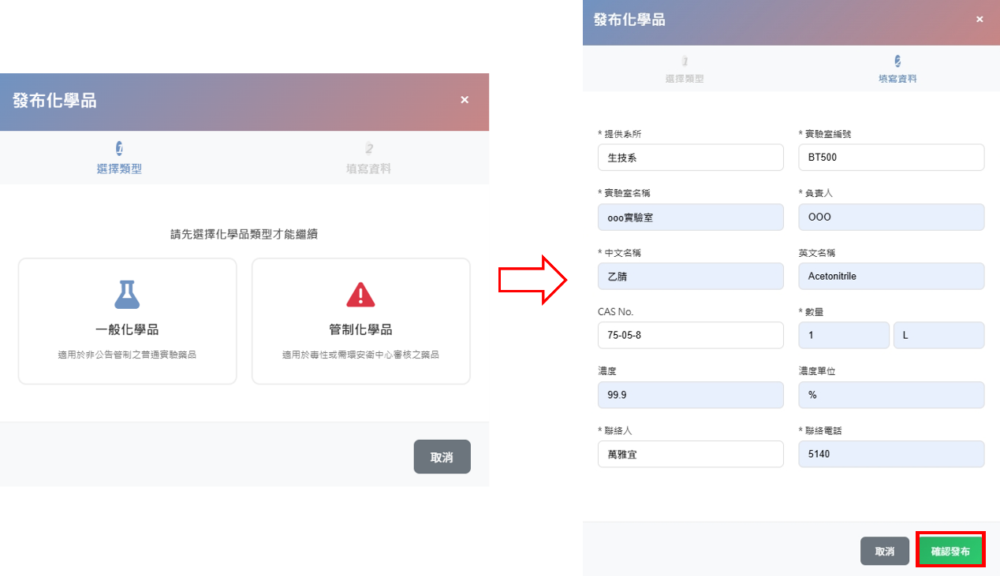 發布化學品
×
1
2
選擇類型
填寫資料
請先選擇化學品類型才能繼續
一般化學品
適用於非公告管制之普通實驗藥品
管制化學品
適用於毒性或需環安衛中心審核之藥品
取消
發布化學品
×
1
2
選擇類型
填寫資料
* 提供系所
* 實驗室編號
生技系
BT500
* 實驗室名稱
* 負責人
ooo實驗室
OOO
* 中文名稱
英文名稱
乙腈
Acetonitrile
CAS No.
* 數量
75-05-8
1
L
濃度
濃度單位
99.9
%
* 聯絡人
* 聯絡電話
萬雅宜
5140
取消
確認發布